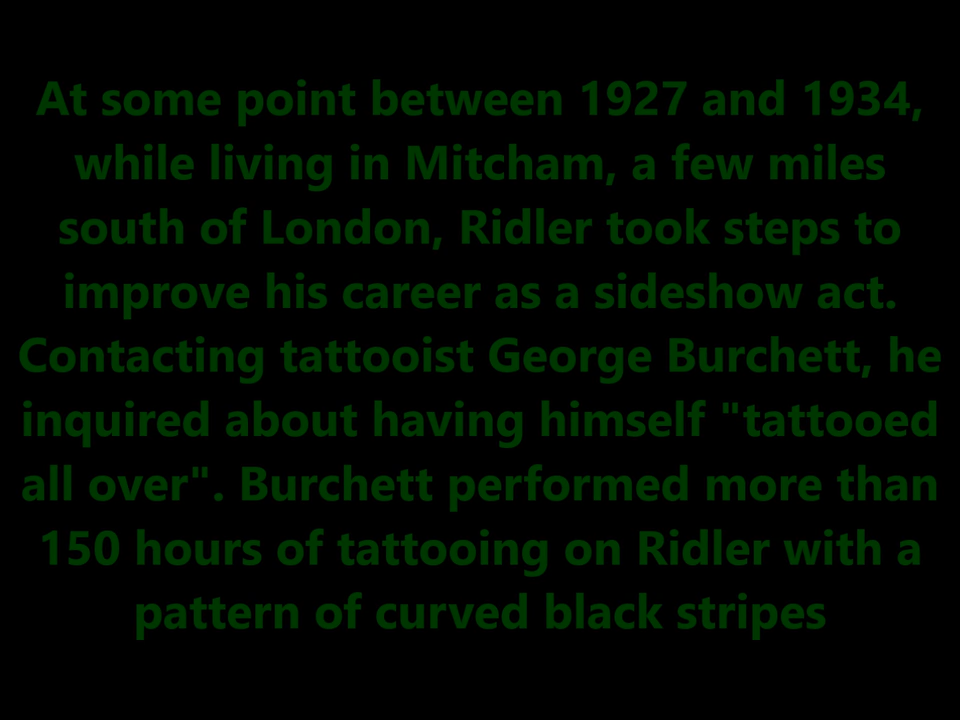 At some point between 1927 and 1934,
while living in Mitcham, a few miles
south of London, Ridler took steps to
improve his career as a sideshow act.
Contacting tattooist George Burchett, he
inquired about having himself "tattooed
all over". Burchett performed more than
150 hours of tattooing on Ridler with a
pattern of curved black stripes